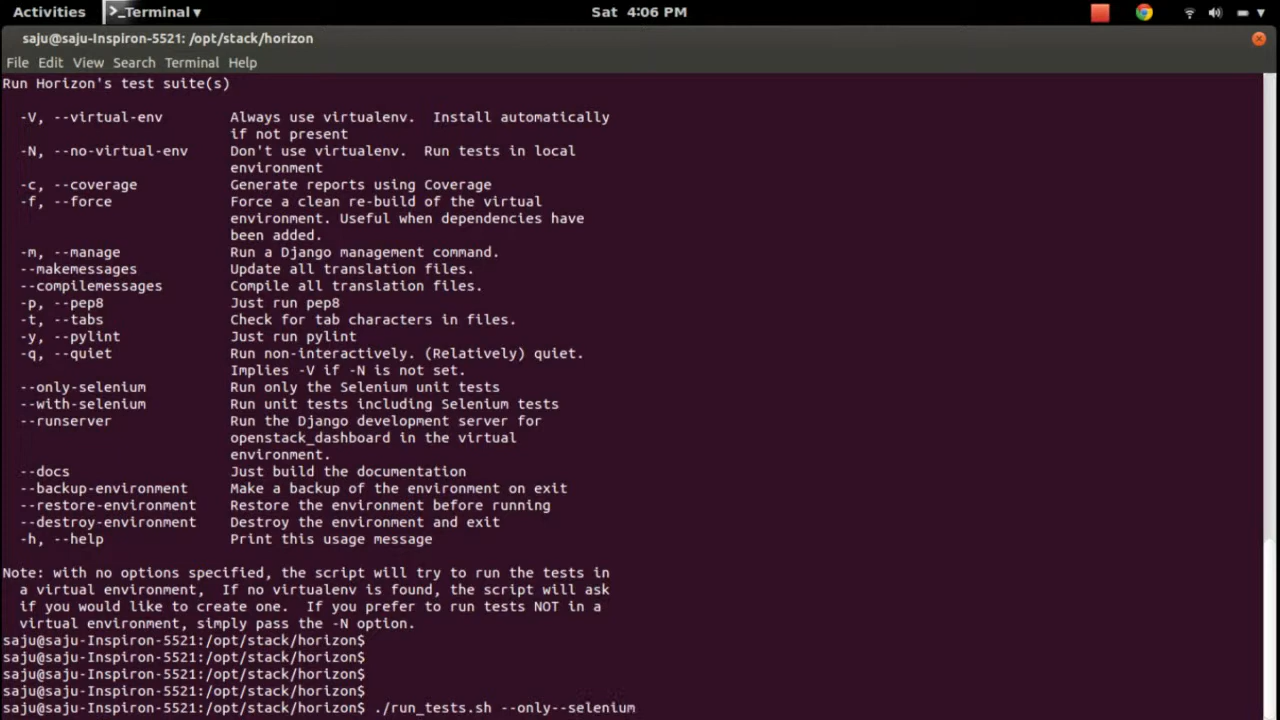 Activities >_Terminal▾ Sat 4:06 PM
saju@saju-Inspiron-5521: /opt/stack/horizon
File Edit View Search Terminal Help
Run Horizon's test suite(s)
-V, --virtual-env Always use virtualenv. Install automatically
if not present
-N, --no-virtual-env Don't use virtualenv. Run tests in local
environment
-c, --coverage Generate reports using Coverage
-f, --force Force a clean re-build of the virtual
environment. Useful when dependencies have
been added.
-m, --manage Run a Django management command.
--makemessages Update all translation files.
--compilemessages Compile all translation files.
-p, --pep8 Just run pep8
-t, --tabs Check for tab characters in files.
-y, --pylint Just run pylint
-q, --quiet Run non-interactively. (Relatively) quiet.
Implies -V if -N is not set.
--only-selenium Run only the Selenium unit tests
--with-selenium Run unit tests including Selenium tests
--runserver Run the Django development server for
openstack_dashboard in the virtual
environment.
--docs Just build the documentation
--backup-environment Make a backup of the environment on exit
--restore-environment Restore the environment before running
--destroy-environment Destroy the environment and exit
-h, --help Print this usage message
Note: with no options specified, the script will try to run the tests in
a virtual environment, If no virtualenv is found, the script will ask
if you would like to create one. If you prefer to run tests NOT in a
virtual environment, simply pass the -N option.
saju@saju-Inspiron-5521:/opt/stack/horizon$
saju@saju-Inspiron-5521:/opt/stack/horizon$
saju@saju-Inspiron-5521:/opt/stack/horizon$
saju@saju-Inspiron-5521:/opt/stack/horizon$
saju@saju-Inspiron-5521:/opt/stack/horizon$ ./run_tests.sh --only--selenium